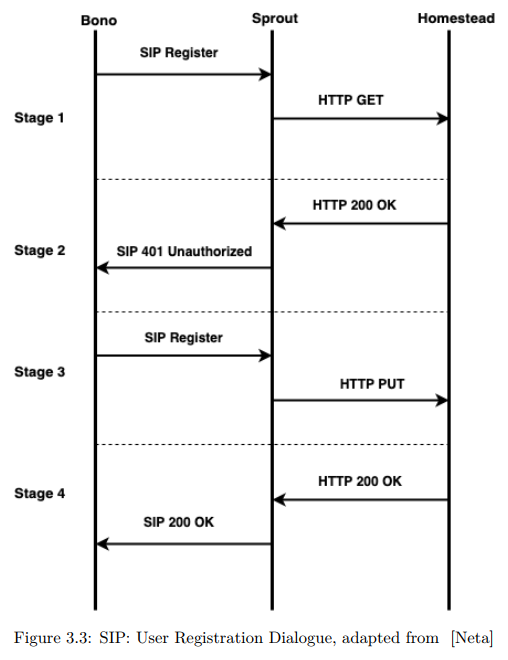 Bono Sprout Homestead
SIP Register
HTTP GET
Stage 1
HTTP 200 OK
Stage 2
SIP 401 Unauthorized
SIP Register
Stage 3
HTTP PUT
HTTP 200 OK
Stage 4
SIP 200 OK
Figure 3.3: SIP: User Registration Dialogue, adapted from [Neta]